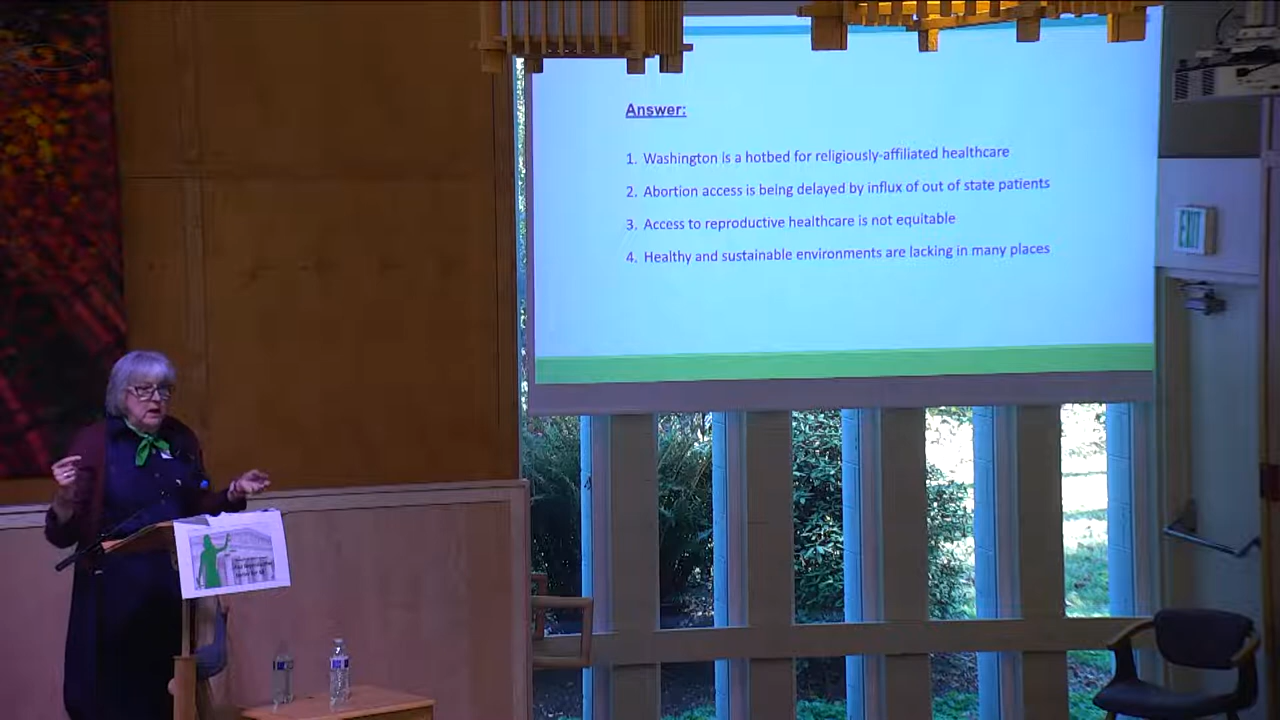 Answer:
1. Washington is a hotbed for religiously-affiliated healthcare
2. Abortion access is being delayed by influx of out of state patients
3. Access to reproductive healthcare is not equitable
4. Healthy and sustainable environments are lacking in many places